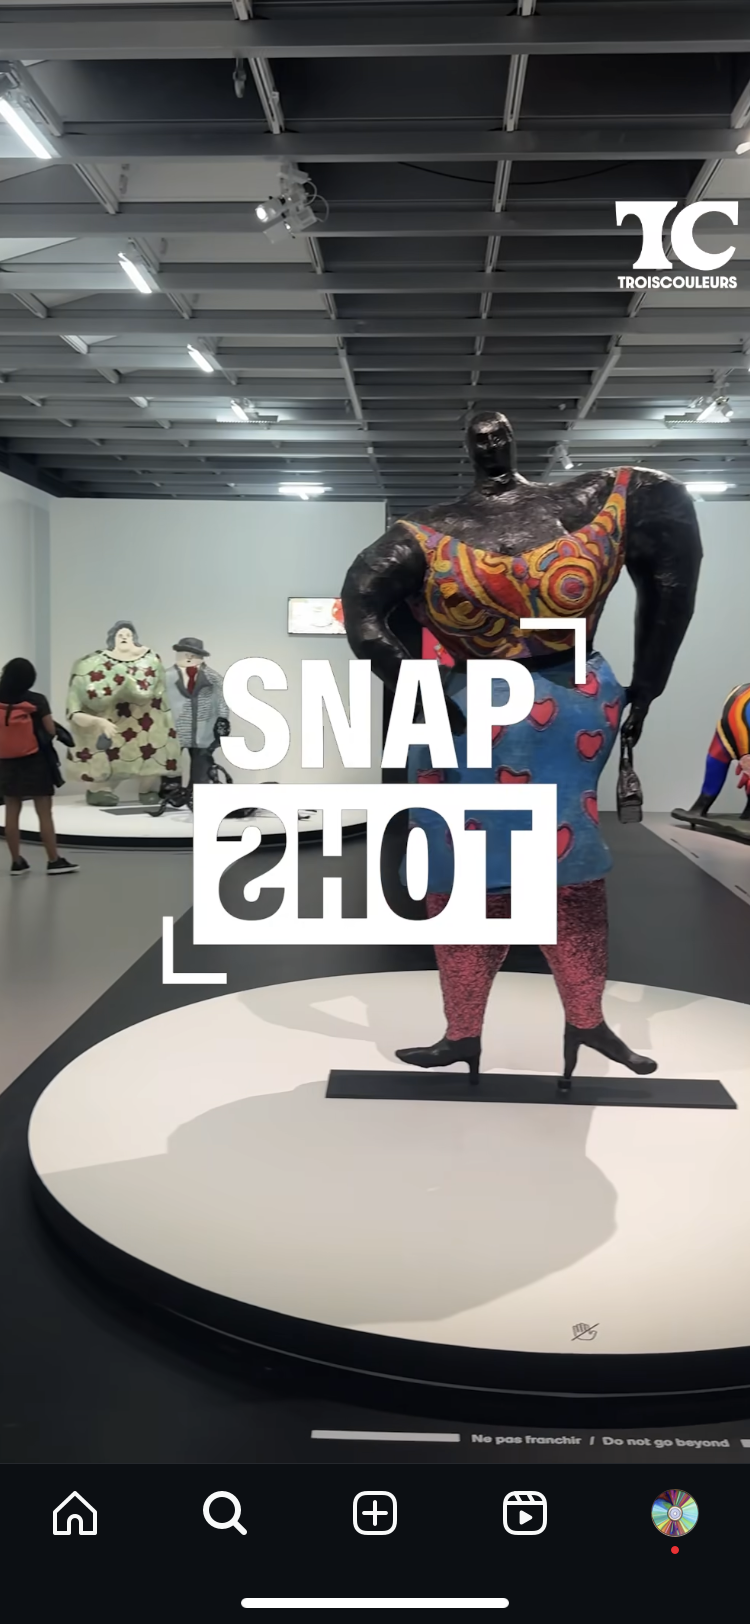 TC
TROISCOULEURS
SNAP
SHOT
Ne pas franchir / Do not go beyond